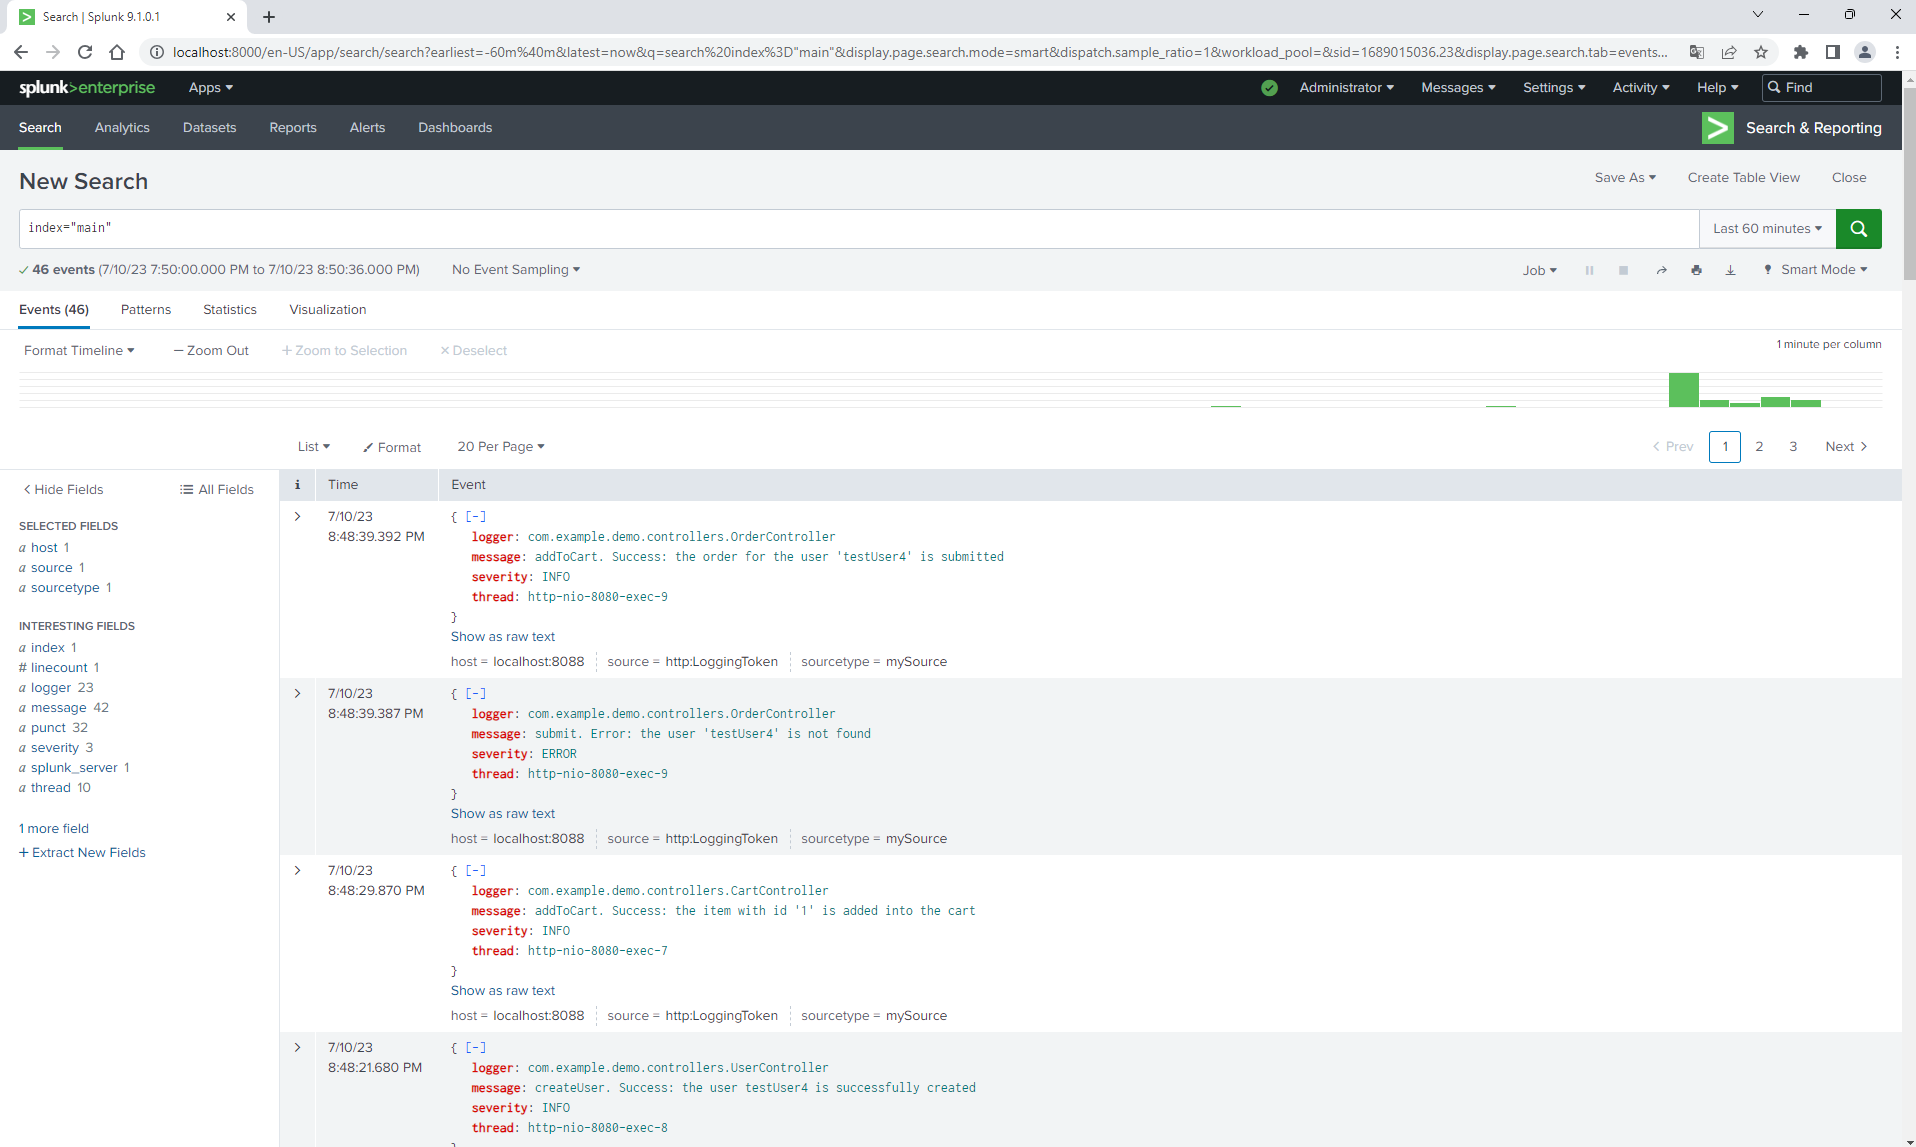 Search | Splunk 9.1.0.1
localhost:8000/en-US/app/search/search?earliest=-60m%40m&latest=now&q=search%20index%3D"main"&display.page.search.mode=smart&dispatch.sample_ratio=1&workload_pool=&sid=1689015036.23&display.page.search.tab=events...
splunk>enterprise Apps Administrator Messages Settings Activity Help Find
Search Analytics Datasets Reports Alerts Dashboards Search & Reporting
New Search Save As Create Table View Close
index="main" Last 60 minutes
46 events (7/10/23 7:50:00.000 PM to 7/10/23 8:50:36.000 PM) No Event Sampling Job Smart Mode
Events (46) Patterns Statistics Visualization
Format Timeline — Zoom Out + Zoom to Selection × Deselect 1 minute per column
List Format 20 Per Page < Prev 1 2 3 Next >
< Hide Fields All Fields
SELECTED FIELDS
a host 1
a source 1
a sourcetype 1
INTERESTING FIELDS
a index 1
# linecount 1
a logger 23
a message 42
a punct 32
a severity 3
a splunk_server 1
a thread 10
1 more field
+ Extract New Fields
i Time Event
> 7/10/23 { [-]
8:48:39.392 PM logger: com.example.demo.controllers.OrderController
message: addToCart. Success: the order for the user 'testUser4' is submitted
severity: INFO
thread: http-nio-8080-exec-9
}
Show as raw text
host = localhost:8088 source = http:LoggingToken sourcetype = mySource
> 7/10/23 { [-]
8:48:39.387 PM logger: com.example.demo.controllers.OrderController
message: submit. Error: the user 'testUser4' is not found
severity: ERROR
thread: http-nio-8080-exec-9
}
Show as raw text
host = localhost:8088 source = http:LoggingToken sourcetype = mySource
> 7/10/23 { [-]
8:48:29.870 PM logger: com.example.demo.controllers.CartController
message: addToCart. Success: the item with id '1' is added into the cart
severity: INFO
thread: http-nio-8080-exec-7
}
Show as raw text
host = localhost:8088 source = http:LoggingToken sourcetype = mySource
> 7/10/23 { [-]
8:48:21.680 PM logger: com.example.demo.controllers.UserController
message: createUser. Success: the user testUser4 is successfully created
severity: INFO
thread: http-nio-8080-exec-8